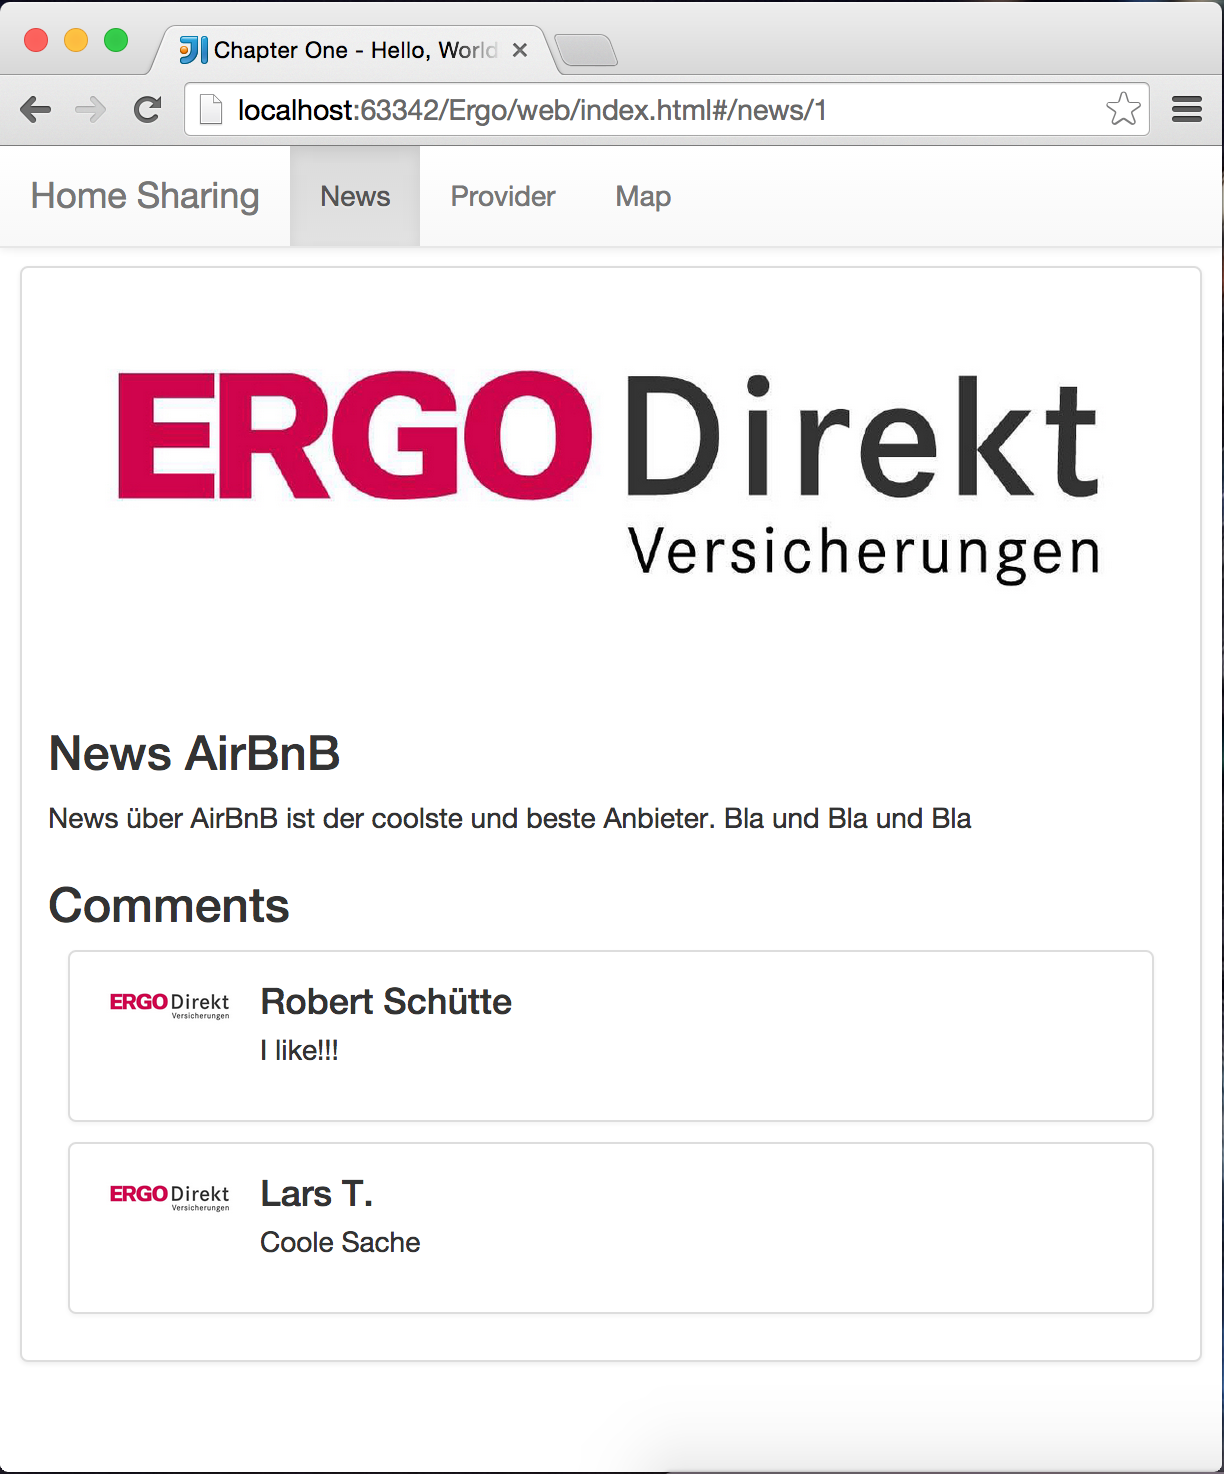 Chapter One - Hello, World
localhost:63342/Ergo/web/index.html#/news/1
Home Sharing News Provider Map
ERGO Direkt
Versicherungen
News AirBnB
News über AirBnB ist der coolste und beste Anbieter. Bla und Bla und Bla
Comments
ERGO Direkt
Versicherungen
Robert Schütte
I like!!!
ERGO Direkt
Versicherungen
Lars T.
Coole Sache